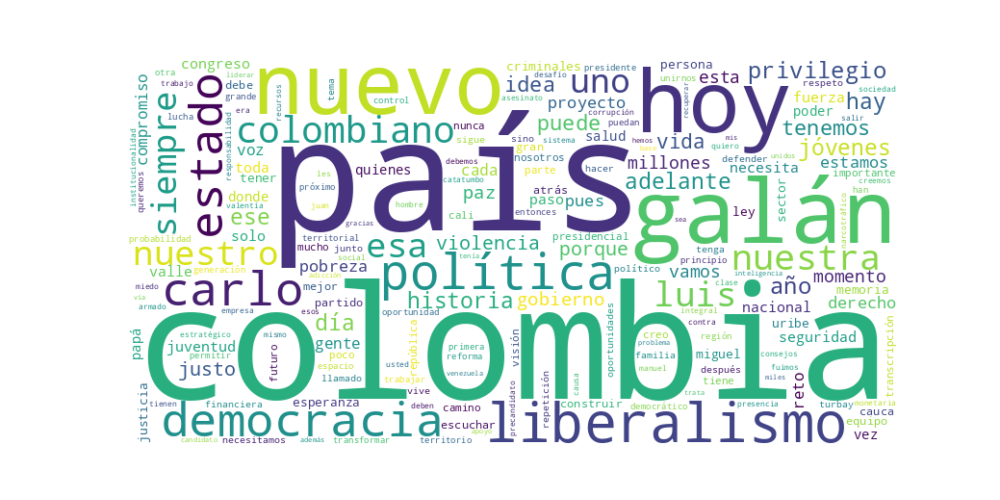 país
colombia
hoy
galán
nuevo
política
liberalismo
democracia
estado
carlo
nuestro
nuestra
luis
uno
colombiano
siempre
esa
privilegio
historia
jóvenes
tenemos
hay
idea
proyecto
puede
vida
adelante
millones
violencia
porque
gobierno
día
año
vamos
momento
derecho
seguridad
reto
justo
juventud
gente
pobreza
valle
ese
voz
toda
donde
solo
tener
compromiso
congreso
debe
otra
trabajo
grande
liderar
era
lucha
sigue
responsabilidad
institucionalidad
queremos
valentía
tema
recursos
control
presidente
desafío
asesinato
criminales
persona
unirnos
esta
respeto
sociedad
fuerza
poder
salir
puedan
corrupción
recuperar
mis
quiero
unidos
hemos
nunca
sino
sistema
salud
gran
nosotros
parte
hacer
debemos
defender
necesita
estamos
importante
creemos
han
narcotráfico
sector
ley
quienes
cada
paz
atrás
paso
pues
les
catatumbo
próximo
juan
hombre
cali
entonces
gracias
territorial
presidencial
mucho
junto
probabilidad
social
tenía
político
tenga
principio
sea
inteligencia
clase
integral
nacional
memoria
contra
región
uribe
miguel
después
tiene
consejos
fuimos
miles
transcripción
papá
miedo
vía
armado
generación
edición
empresa
esos
mejor
partido
oportunidad
oportunidades
república
poco
espacio
llamado
futuro
estratégico
mismo
permitir
usted
primera
reforma
venezuela
trabajar
visión
creo
familia
problema
manuel
causa
construir
justicia
tienen
financiera
esperanza
vive
deben
camino
escuchar
necesitamos
candidato
además
transformar
territorio
apoyo
precandidato
repetición
democrático
trata
presencia
turbay
cauca
monetaria
equipo
vez